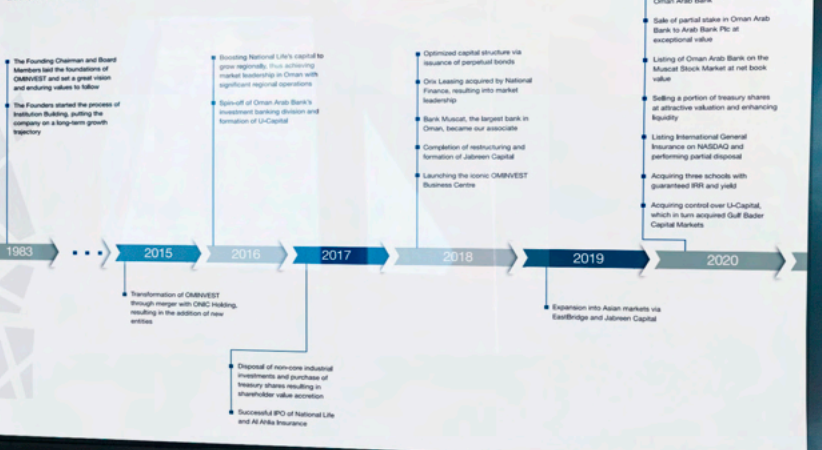 The Founding Chairman and Board
Members laid the foundations of
OMINVEST and set a great vision
and enduring values to follow
The Founders started the process of
Institution Building, putting the
company on a long-term growth
trajectory
Boosting National Life's capital to
grow regionally, thus achieving
market leadership in Oman with
significant regional operations
Spin-off of Oman Arab Bank's
investment banking division and
formation of U-Capital
Optimized capital structure via
issuance of perpetual bonds
Orix Leasing acquired by National
Finance, resulting into market
leadership
Bank Muscat, the largest bank in
Oman, became our associate
Completion of restructuring and
formation of Jabreen Capital
Launching the iconic OMINVEST
Business Centre
Oman Arab Bank
Sale of partial stake in Oman Arab
Bank to Arab Bank Plc at
exceptional value
Listing of Oman Arab Bank on the
Muscat Stock Market at net book
value
Selling a portion of treasury shares
at attractive valuation and enhancing
liquidity
Listing International General
Insurance on NASDAQ and
performing partial disposal
Acquiring three schools with
guaranteed IRR and yield
Acquiring control over U-Capital,
which in turn acquired Gulf Bader
Capital Markets
1983 2015 2016 2017 2018 2019 2020
Transformation of OMINVEST
through merger with ONIC Holding,
resulting in the addition of new
entities
Disposal of non-core industrial
investments and purchase of
treasury shares resulting in
shareholder value accretion
Successful IPO of National Life
and Al Ahlia Insurance
Expansion into Asian markets via
EastBridge and Jabreen Capital